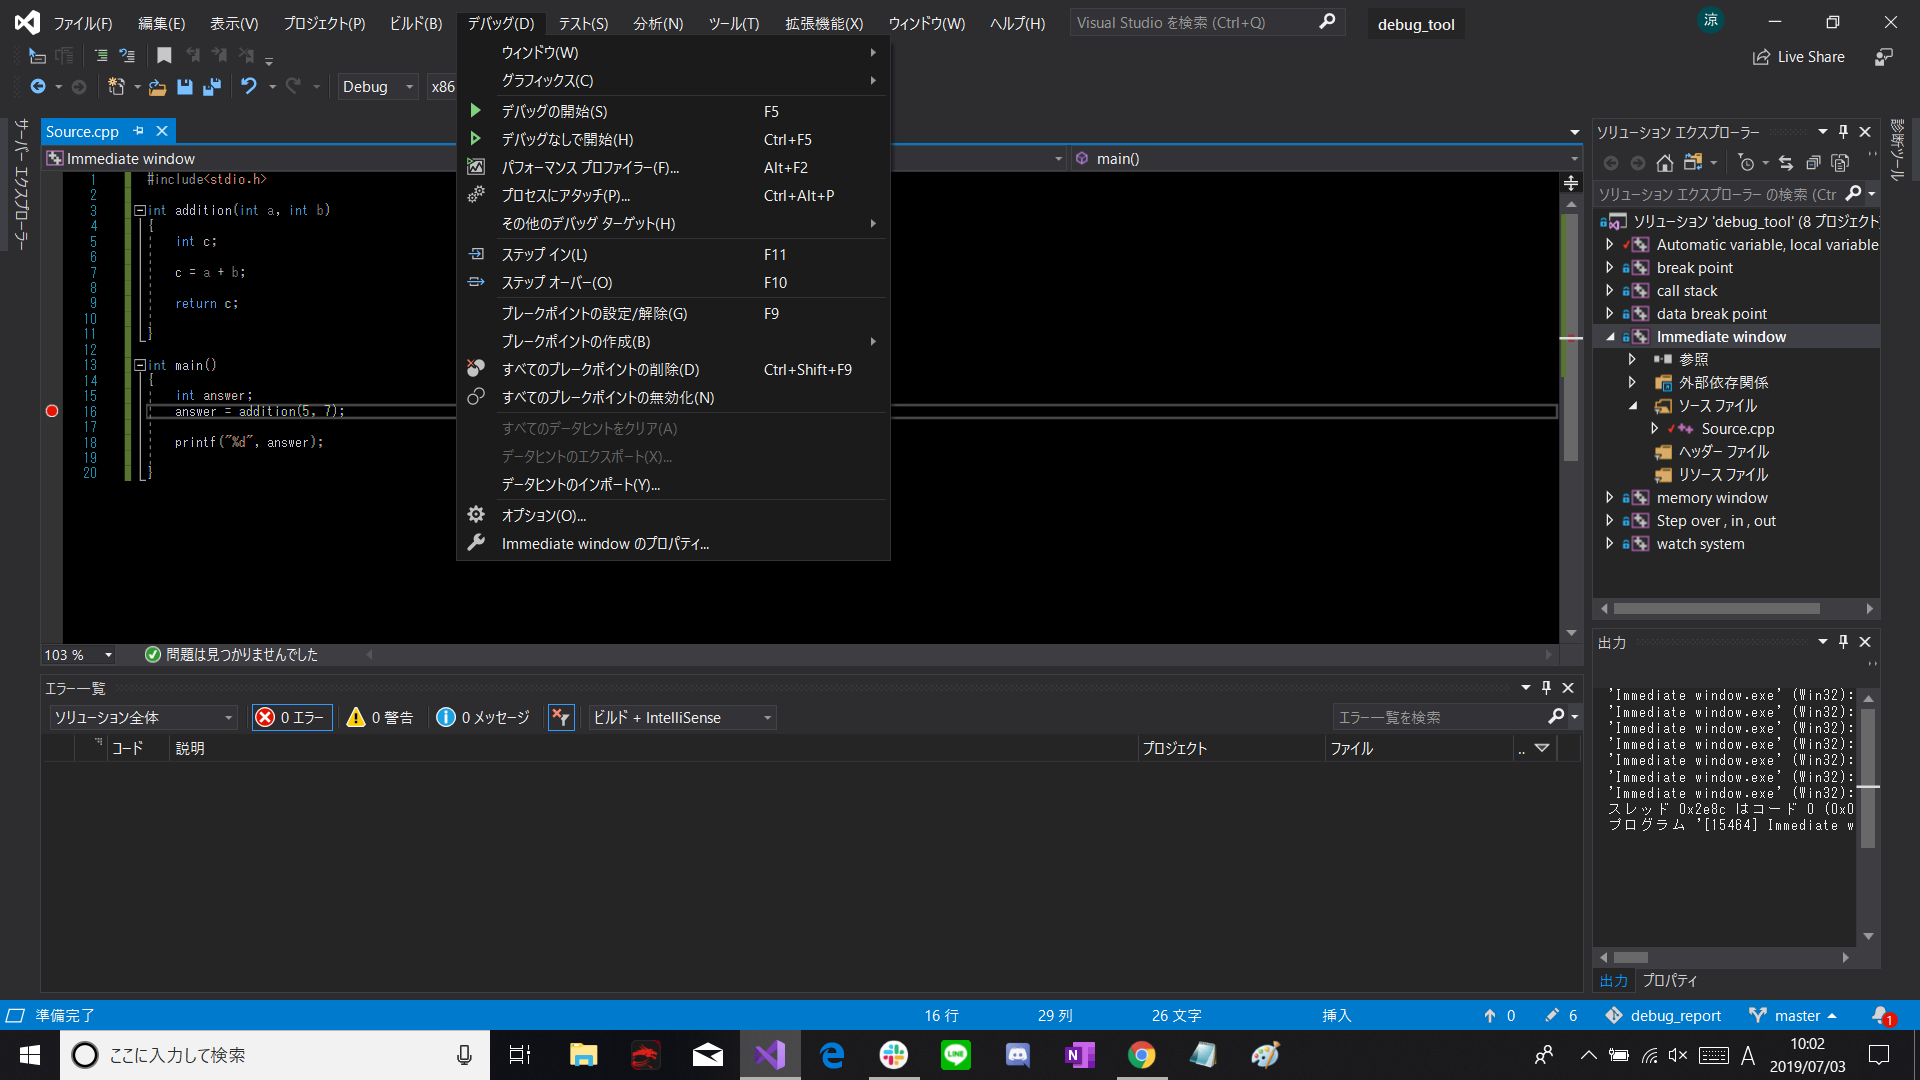 ファイル(F) 編集(E) 表示(V) プロジェクト(P) ビルド(B) デバッグ(D) テスト(S) 分析(N) ツール(T) 拡張機能(X) ウィンドウ(W) ヘルプ(H) Visual Studio を検索 (Ctrl+Q) debug_tool 涼
Live Share
Debug x86
サーバー エクスプローラー
Source.cpp
Immediate window
main()
1 #include<stdio.h>
2
3 int addition(int a, int b)
4 {
5 int c;
6
7 c = a + b;
8
9 return c;
10
11 }
12
13 int main()
14 {
15 int answer;
16 answer = addition(5, 7);
17
18 printf("%d", answer);
19
20 }
ウィンドウ(W)
グラフィックス(C)
デバッグの開始(S) F5
デバッグなしで開始(H) Ctrl+F5
パフォーマンス プロファイラー(F)... Alt+F2
プロセスにアタッチ(P)... Ctrl+Alt+P
その他のデバッグ ターゲット(H)
ステップ イン(L) F11
ステップ オーバー(O) F10
ブレークポイントの設定/解除(G) F9
ブレークポイントの作成(B)
すべてのブレークポイントの削除(D) Ctrl+Shift+F9
すべてのブレークポイントの無効化(N)
すべてのデータヒントをクリア(A)
データヒントのエクスポート(X)...
データヒントのインポート(Y)...
オプション(O)...
Immediate window のプロパティ...
103 % 問題は見つかりませんでした
ソリューション エクスプローラー
診断ツール
ソリューション エクスプローラー の検索 (Ctr
ソリューション 'debug_tool' (8 プロジェクト)
Automatic variable, local variable
break point
call stack
data break point
Immediate window
参照
外部依存関係
ソース ファイル
Source.cpp
ヘッダー ファイル
リソース ファイル
memory window
Step over , in , out
watch system
エラー一覧
ソリューション全体 0 エラー 0 警告 0 メッセージ ビルド + IntelliSense エラー一覧を検索
コード 説明 プロジェクト ファイル ..
出力
'Immediate window.exe' (Win32):
'Immediate window.exe' (Win32):
'Immediate window.exe' (Win32):
'Immediate window.exe' (Win32):
'Immediate window.exe' (Win32):
'Immediate window.exe' (Win32):
'Immediate window.exe' (Win32):
スレッド 0x2e8c はコード 0 (0x0
プログラム '[15464] Immediate w
出力 プロパティ
準備完了 16 行 29 列 26 文字 挿入 0 6 debug_report master 1
ここに入力して検索 LINE N A 10:02
2019/07/03